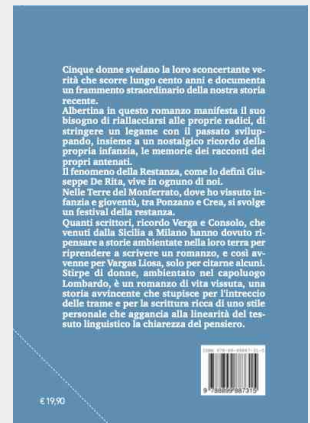 Cinque donne svelano la loro sconcertante ve-
rità che scorre lungo cento anni e documenta
un frammento straordinario della nostra storia
recente.
Albertina in questo romanzo manifesta il suo
bisogno di riallacciarsi alle proprie radici, di
stringere un legame con il passato svilup-
pando, insieme a un nostalgico ricordo della
propria infanzia, le memorie dei racconti dei
propri antenati.
Il fenomeno della Restanza, come lo definì Giu-
seppe De Rita, vive in ognuno di noi.
Nelle Terre del Monferrato, dove ho vissuto in-
fanzia e gioventù, tra Ponzano e Crea, si svolge
un festival della restanza.
Quanti scrittori, ricordo Verga e Consolo, che
venuti dalla Sicilia a Milano hanno dovuto ri-
pensare a storie ambientate nella loro terra per
riprendere a scrivere un romanzo, e così av-
venne per Vargas Llosa, solo per citarne alcuni.
Stirpe di donne, ambientato nel capoluogo
Lombardo, è un romanzo di vita vissuta, una
storia avvincente che stupisce per l'intreccio
delle trame e per la scrittura ricca di uno stile
personale che aggancia alla linearità del tes-
suto linguistico la chiarezza del pensiero.
9 788899 987315
€ 19,90